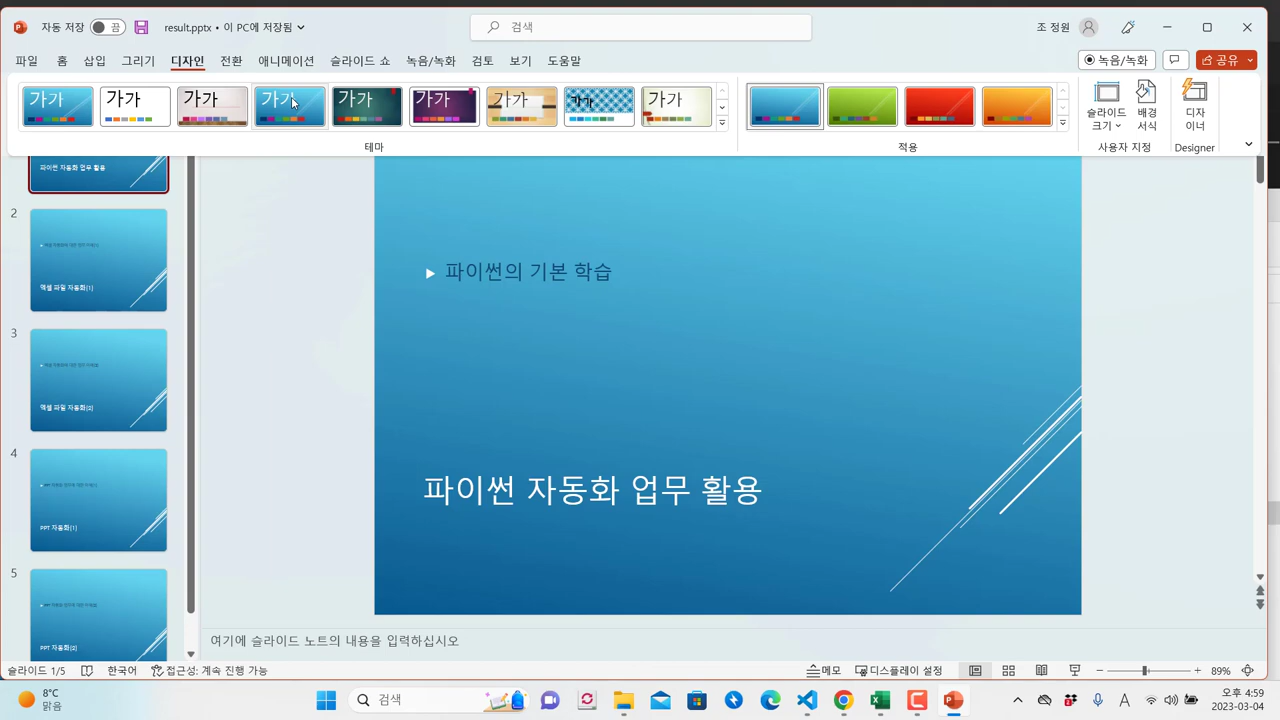 자동 저장 끔 result.pptx • 이 PC에 저장됨 검색 조 정원
파일 홈 삽입 그리기 디자인 전환 애니메이션 슬라이드 쇼 녹음/녹화 검토 보기 도움말 녹음/녹화 공유
가가 가가 가가 가가 가가 가가 가가 가가 가가
슬라이드 크기
배경 서식
디자이너
테마 적용 사용자 지정 Designer
파이썬 자동화 업무 활용
2
엑셀 파일 자동화(1)
3
엑셀 파일 자동화(2)
4
PPT 자동화(1)
5
PPT 자동화(2)
파이썬의 기본 학습
파이썬 자동화 업무 활용
여기에 슬라이드 노트의 내용을 입력하십시오
슬라이드 1/5 한국어 접근성: 계속 진행 가능 메모 디스플레이 설정 89%
8°C
맑음
검색
A
오후 4:59
2023-03-04